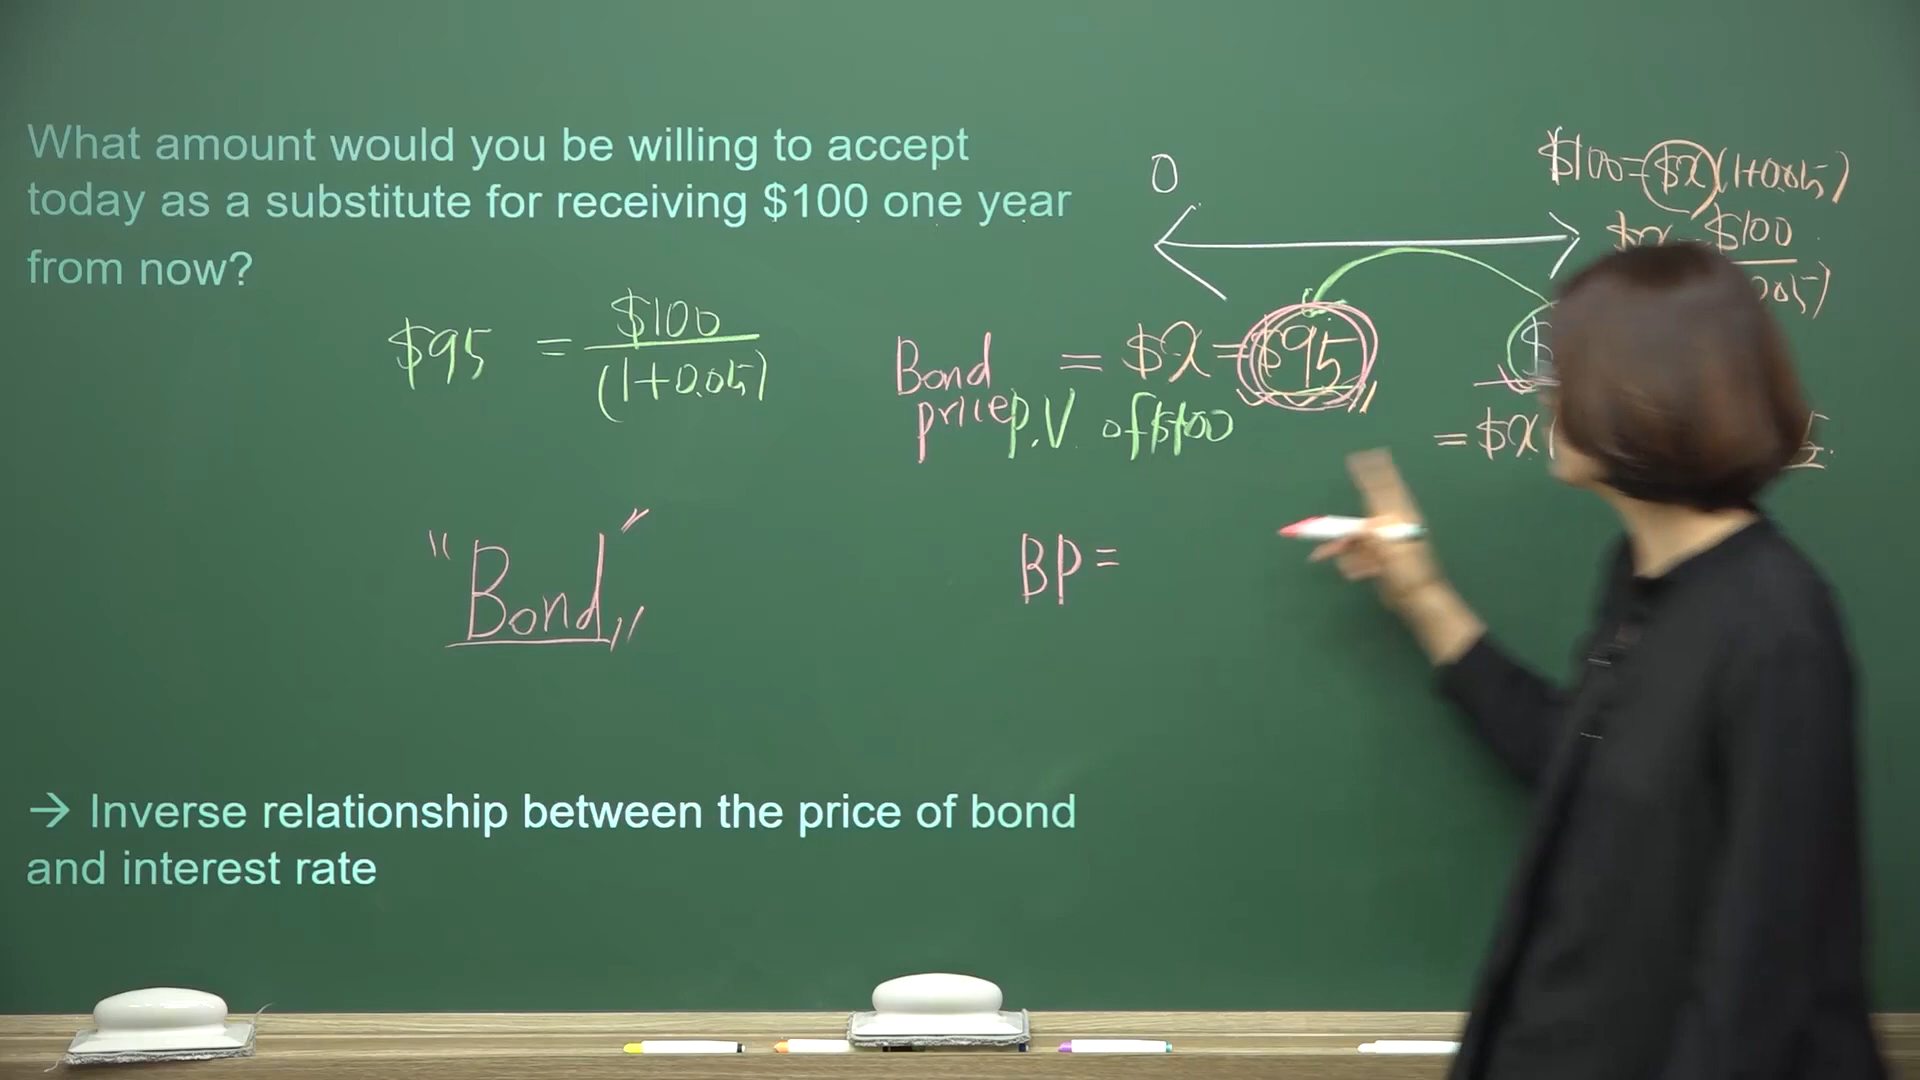 What amount would you be willing to accept
today as a substitute for receiving $100 one year
from now?
$95 = $100
(1+0.05)
0
$100=$x(1+0.05)
$x = $100
0.05)
Bond = $x=$95
price P.V. of $100
= $x(
"Bond"
BP=
→ Inverse relationship between the price of bond
and interest rate